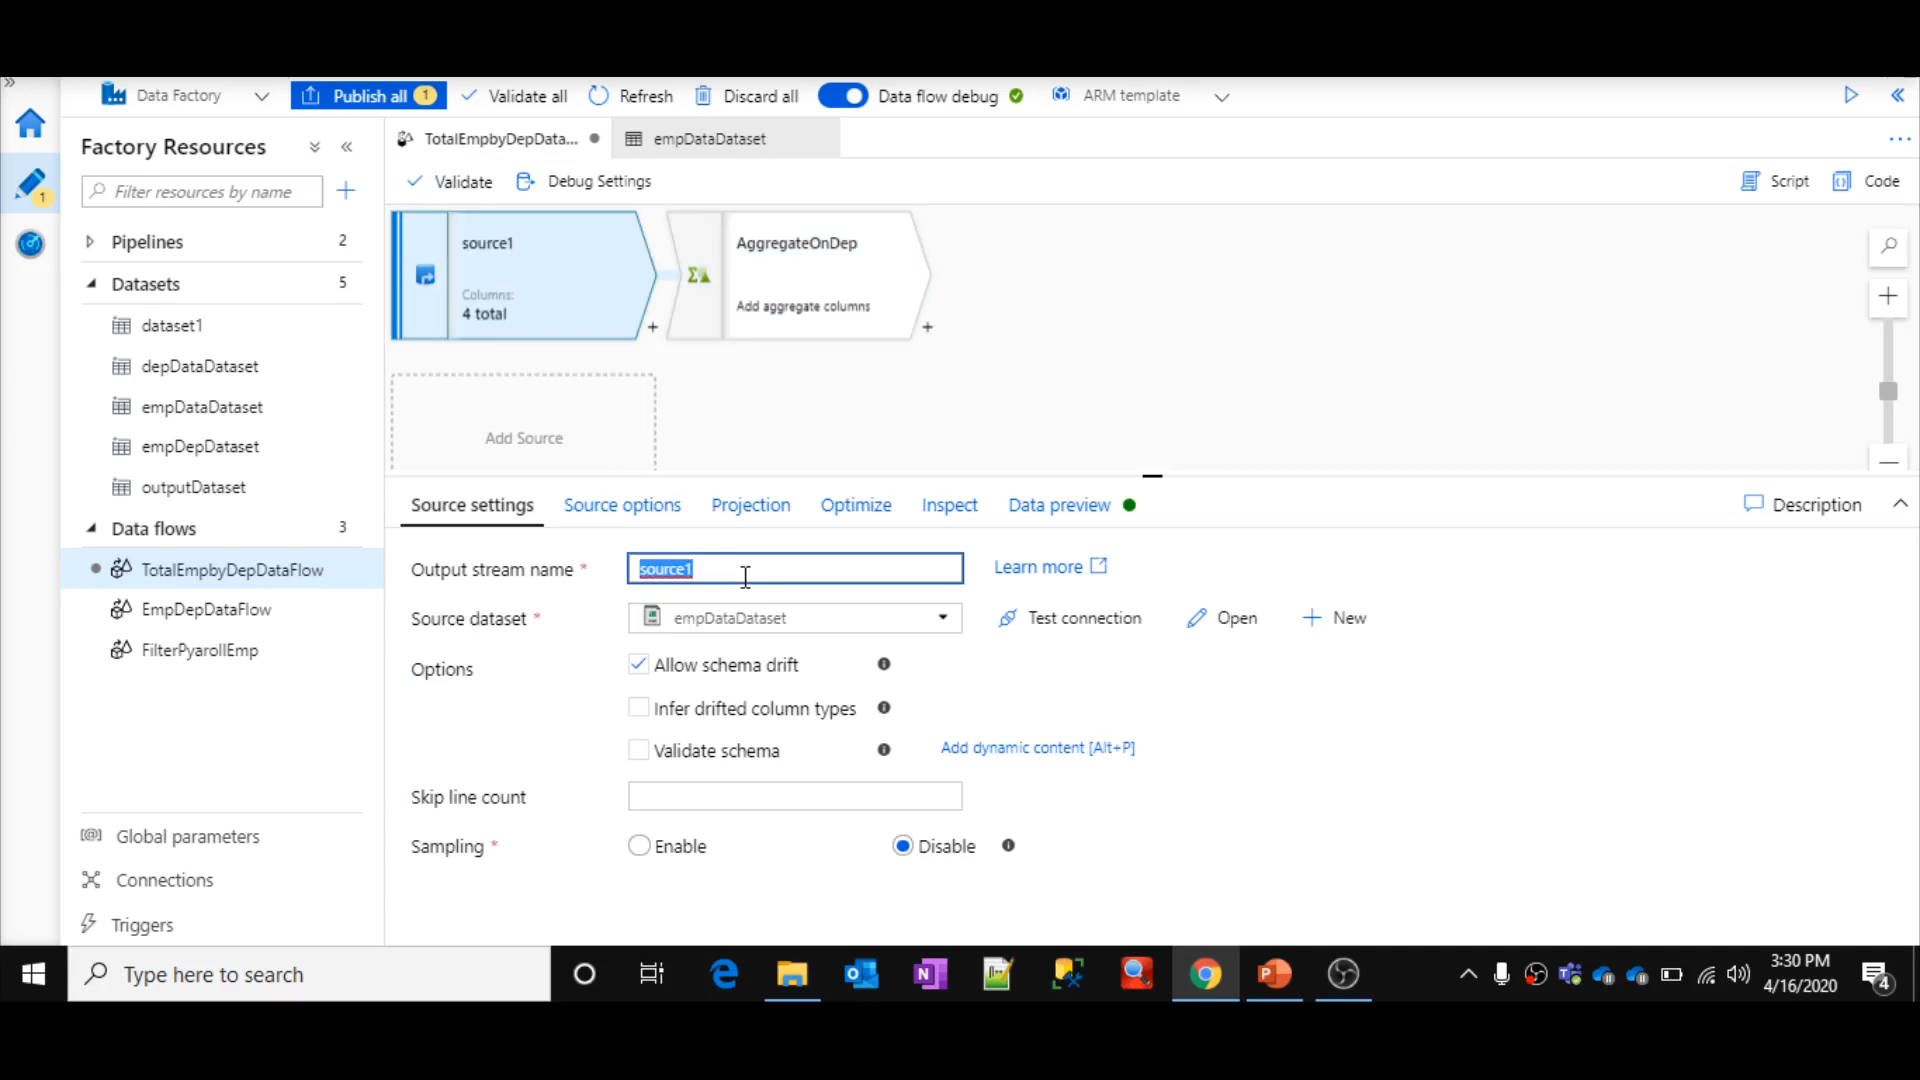 Data Factory
Publish all 1
Validate all
Refresh
Discard all
Data flow debug
ARM template
Factory Resources
TotalEmpbyDepData...
empDataDataset
Filter resources by name
1
Validate
Debug Settings
Script
Code
Pipelines 2
Datasets 5
dataset1
depDataDataset
empDataDataset
empDepDataset
outputDataset
Data flows 3
TotalEmpbyDepDataFlow
EmpDepDataFlow
FilterPyarollEmp
Global parameters
Connections
Triggers
source1
Columns:
4 total
AggregateOnDep
Add aggregate columns
Add Source
Source settings
Source options
Projection
Optimize
Inspect
Data preview
Description
Output stream name *
source1
Learn more
Source dataset *
empDataDataset
Test connection
Open
New
Options
Allow schema drift
Infer drifted column types
Validate schema
Add dynamic content [Alt+P]
Skip line count
Sampling *
Enable
Disable
Type here to search
3:30 PM
4/16/2020
4